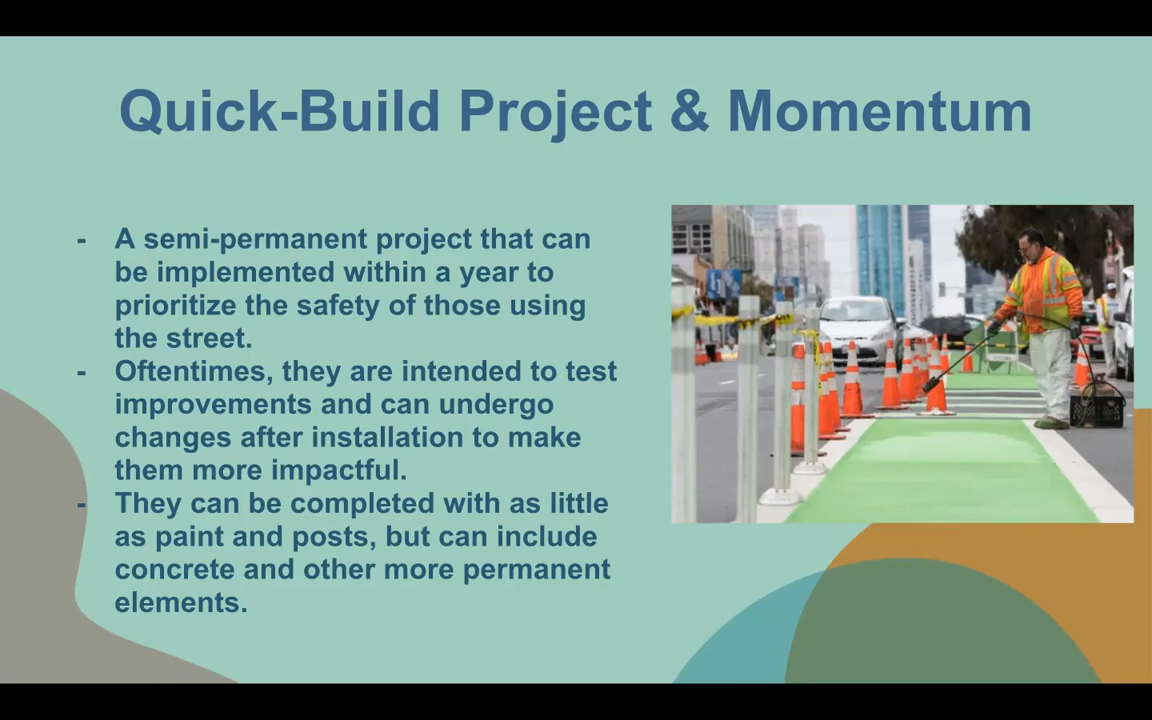 Quick-Build Project & Momentum
- A semi-permanent project that can
be implemented within a year to
prioritize the safety of those using
the street.
- Oftentimes, they are intended to test
improvements and can undergo
changes after installation to make
them more impactful.
- They can be completed with as little
as paint and posts, but can include
concrete and other more permanent
elements.